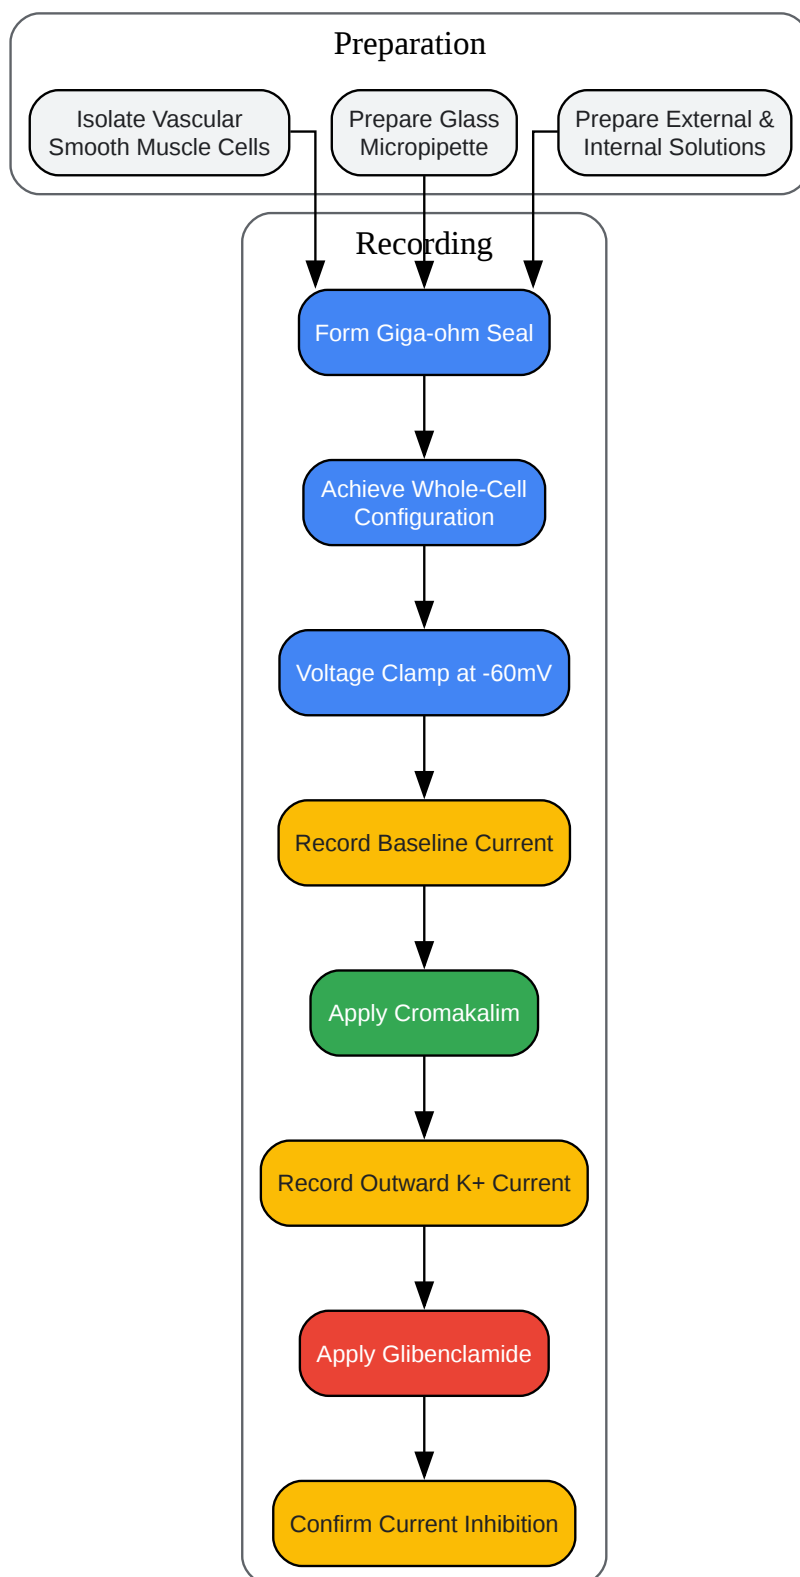 Preparation
Isolate Vascular
Smooth Muscle Cells
Prepare Glass
Micropipette
Prepare External &
Internal Solutions
Recording
Form Giga-ohm Seal
Achieve Whole-Cell
Configuration
Voltage Clamp at -60mV
Record Baseline Current
Apply Cromakalim
Record Outward K+ Current
Apply Glibenclamide
Confirm Current Inhibition